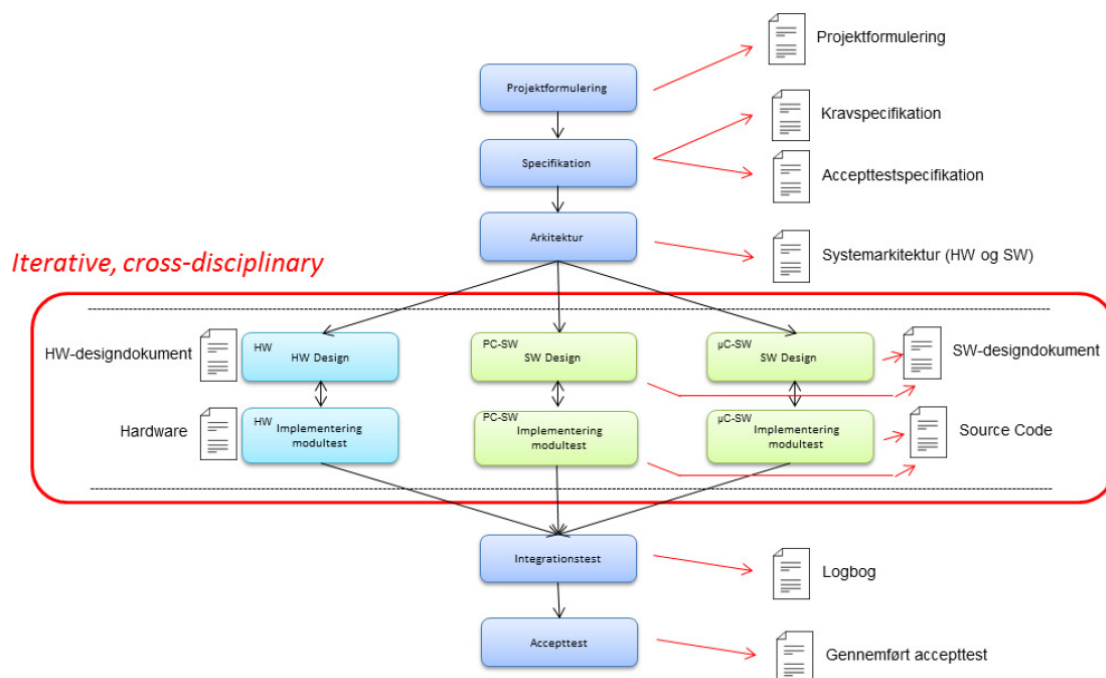 Projektformulering
Projektformulering
Kravspecifikation
Specifikation
Accepttestspecifikation
Arkitektur
Systemarkitektur (HW og SW)
Iterative, cross-disciplinary
HW-designdokument
HW
HW Design
PC-SW
SW Design
µC-SW
SW Design
SW-designdokument
Hardware
HW
Implementering
modultest
PC-SW
Implementering
modultest
µC-SW
Implementering
modultest
Source Code
Integrationstest
Logbog
Accepttest
Gennemført accepttest